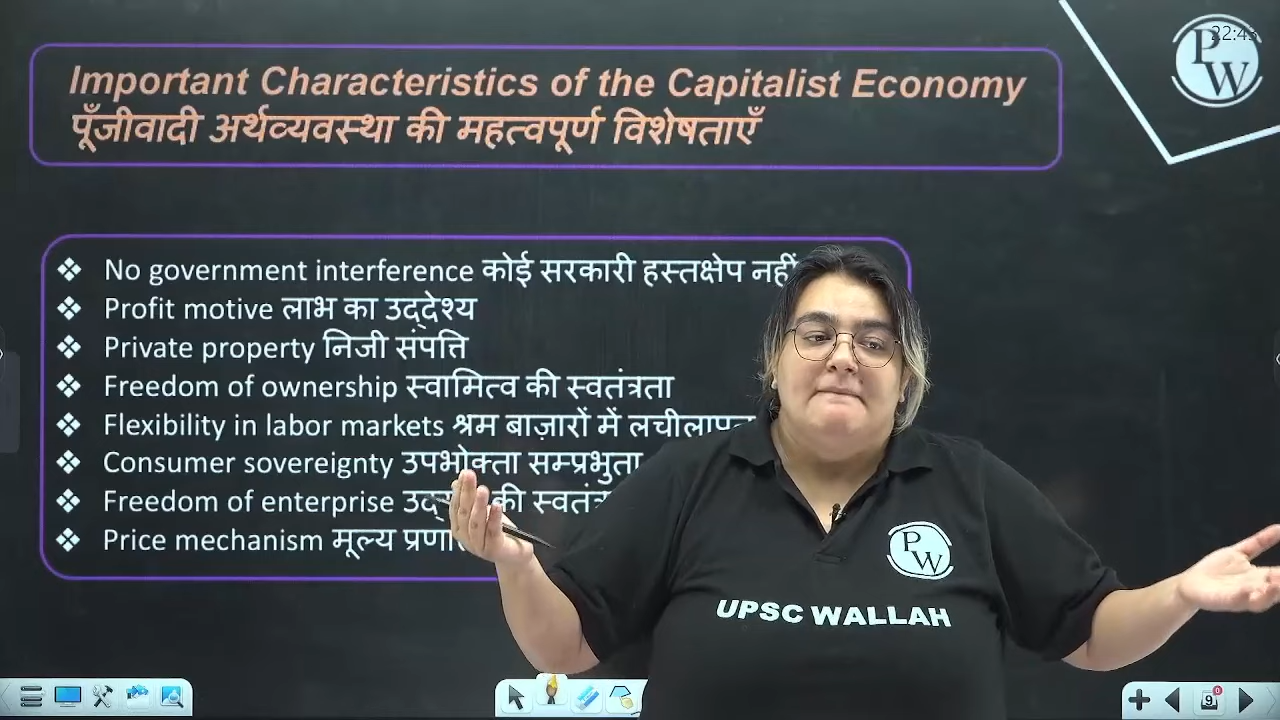 Important Characteristics of the Capitalist Economy
पूँजीवादी अर्थव्यवस्था की महत्वपूर्ण विशेषताएँ
PW
❖ No government interference कोई सरकारी हस्तक्षेप नहीं
❖ Profit motive लाभ का उद्देश्य
❖ Private property निजी संपत्ति
❖ Freedom of ownership स्वामित्व की स्वतंत्रता
❖ Flexibility in labor markets श्रम बाज़ारों में
❖ Consumer sovereignty उपभोक्ता सम्प्रभुता
❖ Freedom of enterprise की
❖ Price mechanism मूल्य
PW
UPSC WALLAH
9